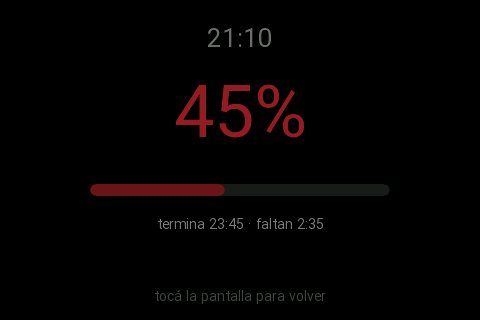 21:10
45%
termina 23:45 · faltan 2:35
tocá la pantalla para volver